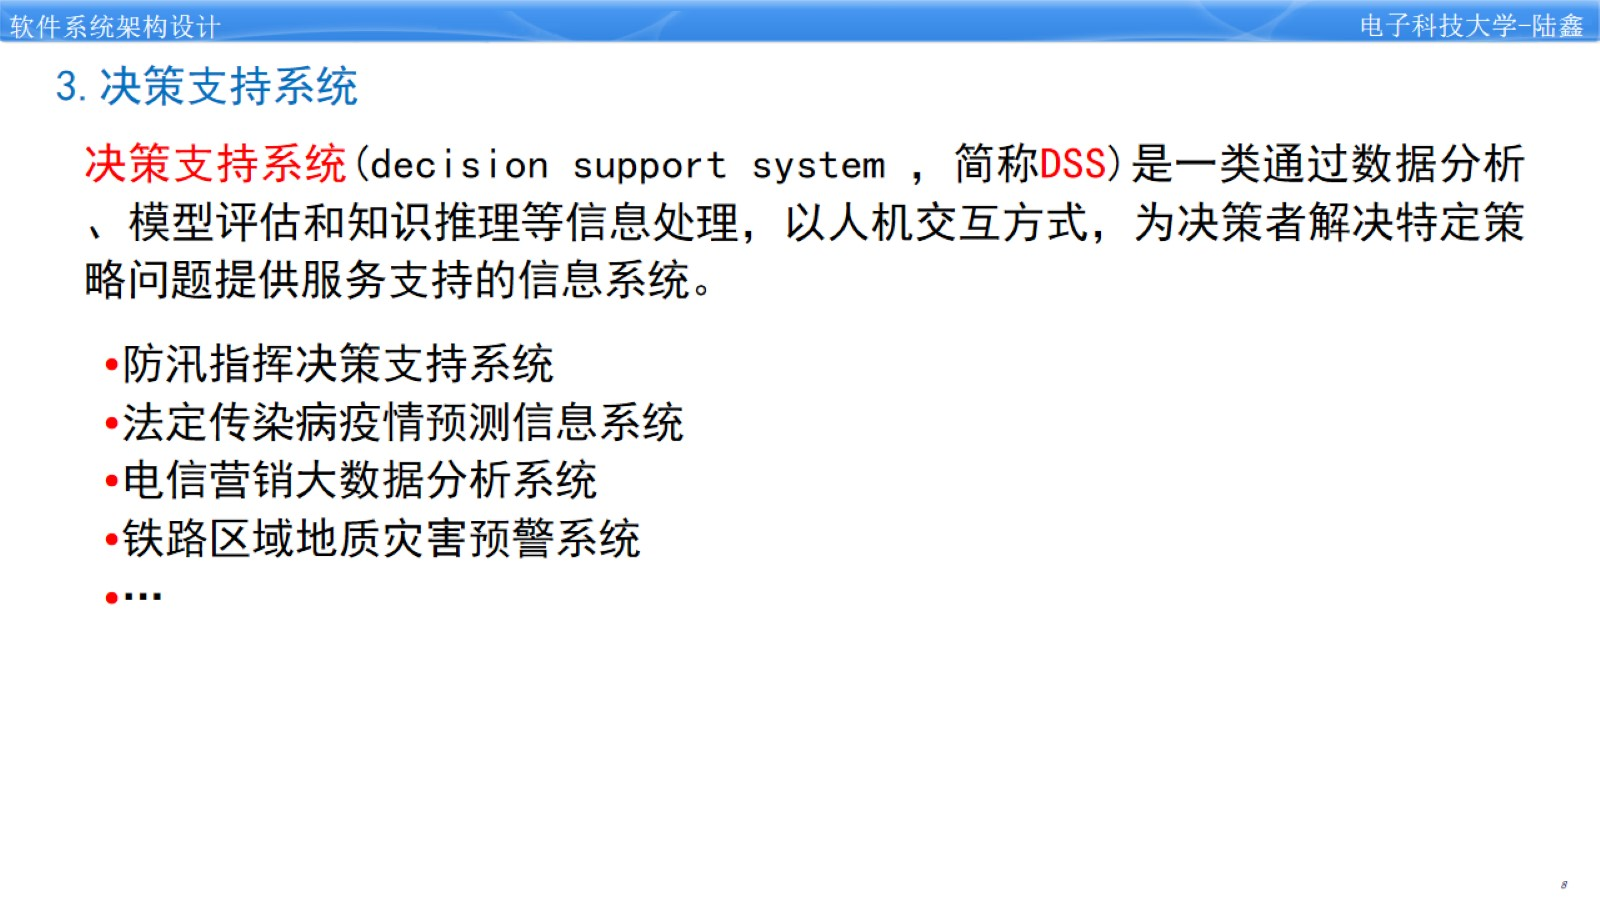 软件系统架构设计
电子科技大学-陆鑫
3.决策支持系统
决策支持系统(decision support system ，简称DSS)是一类通过数据分析
、模型评估和知识推理等信息处理，以人机交互方式，为决策者解决特定策
略问题提供服务支持的信息系统。
•防汛指挥决策支持系统
•法定传染病疫情预测信息系统
•电信营销大数据分析系统
•铁路区域地质灾害预警系统
•…
8